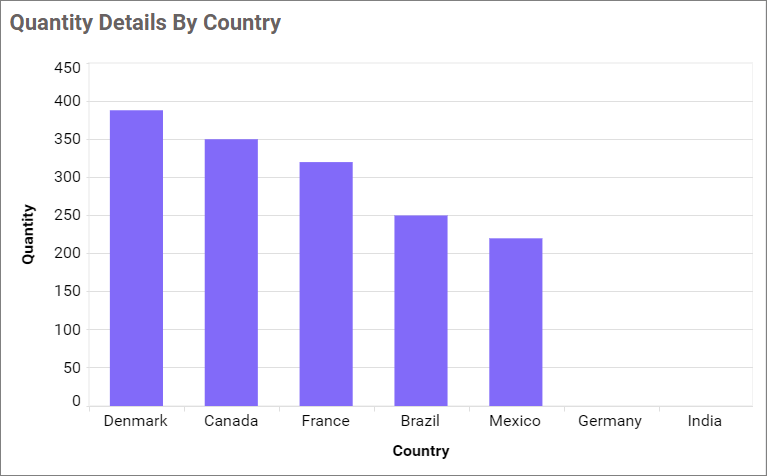 Quantity Details By Country
450
400
350
300
250
200
150
100
50
0
Quantity
Denmark Canada France Brazil Mexico Germany India
Country